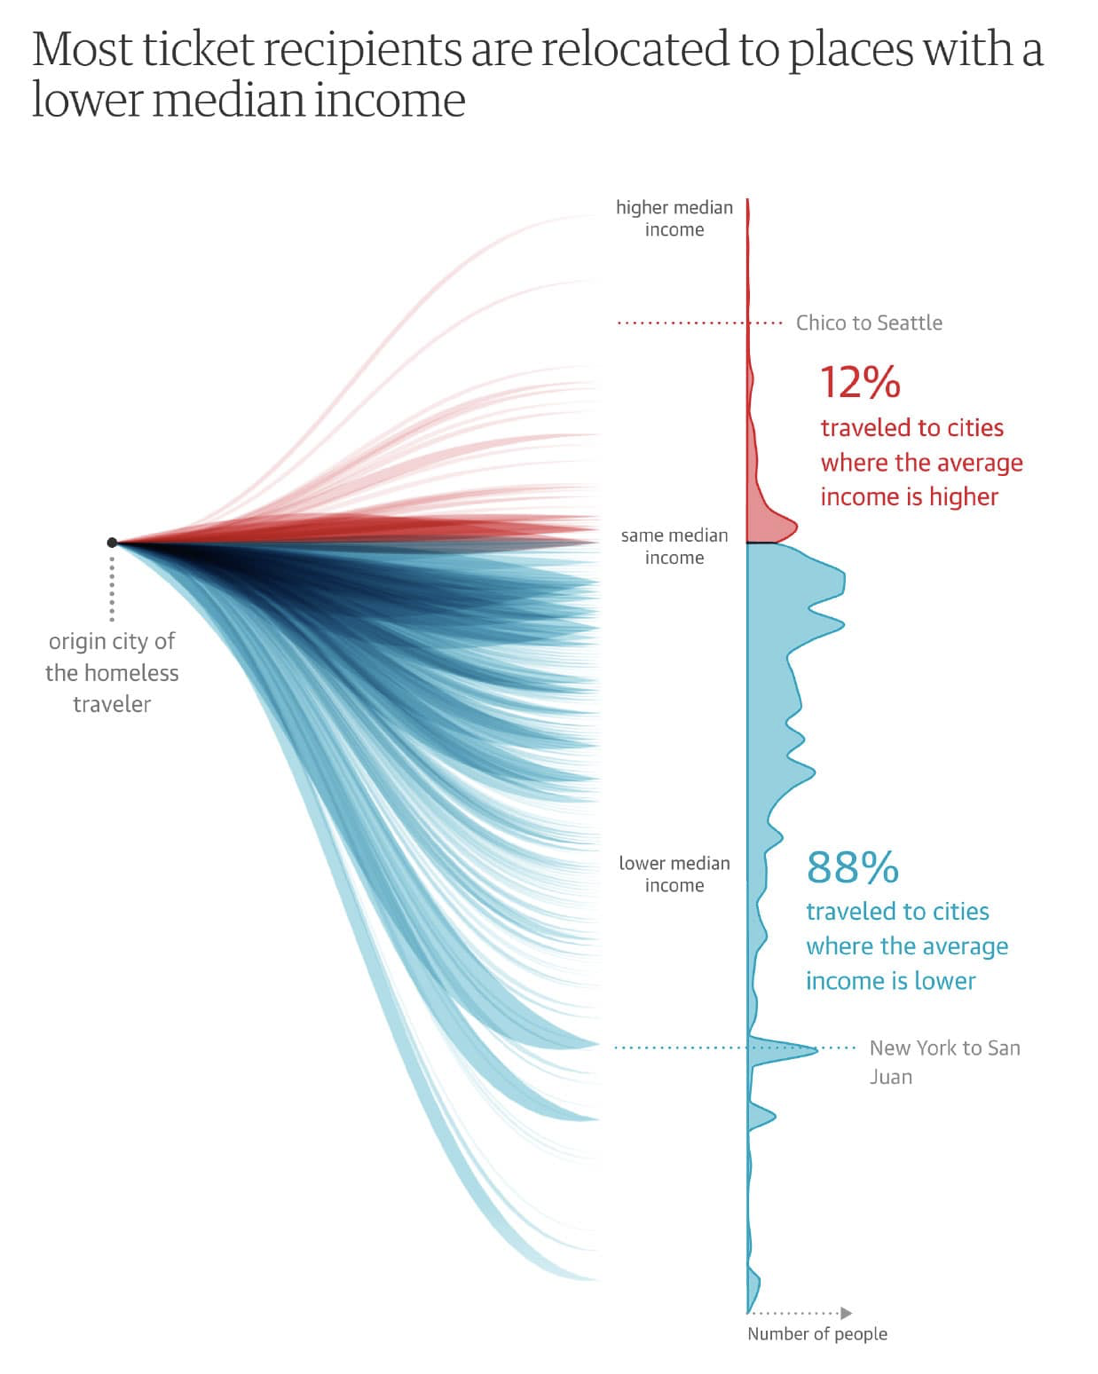 Most ticket recipients are relocated to places with a
lower median income
higher median
income
Chico to Seattle
12%
traveled to cities
where the average
income is higher
same median
income
origin city of
the homeless
traveler
lower median
income
88%
traveled to cities
where the average
income is lower
New York to San
Juan
Number of people